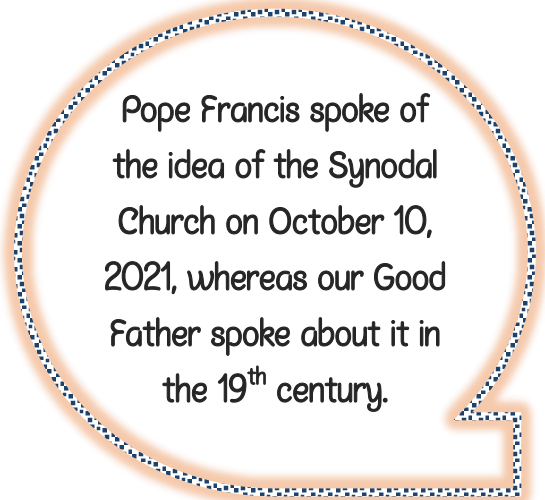 Pope Francis spoke of
the idea of the Synodal
Church on October 10,
2021, whereas our Good
Father spoke about it in
the 19th century.